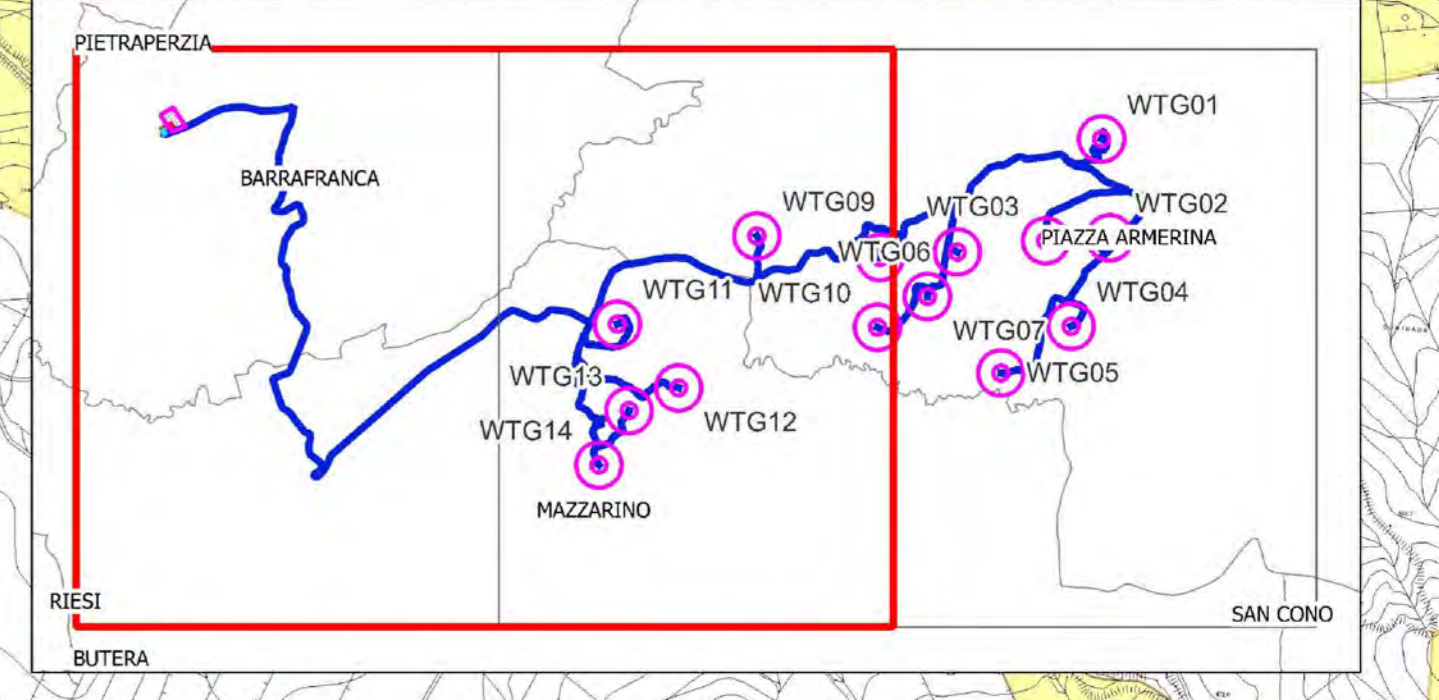 PIETRAPERZIA
WTG01
BARRAFRANCA
WTG09
WTG03
WTG02
WTG06
PIAZZA ARMERINA
WTG11
WTG10
WTG04
WTG07
WTG13
WTG05
WTG14
WTG12
MAZZARINO
RIESI
SAN CONO
BUTERA